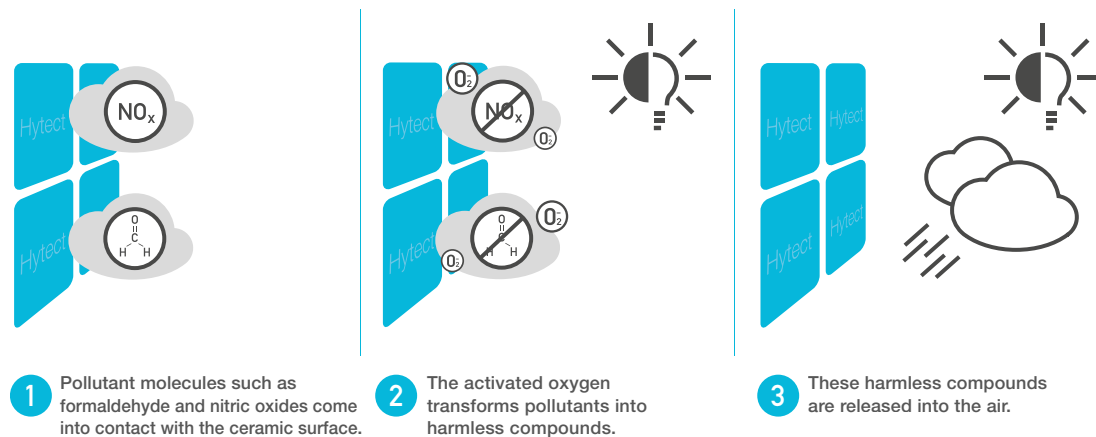 Hytect
NOx
Hytect
O
C
H H
Hytect
O2-
NOx
O2-
Hytect
O
C
H H
O2-
O2-
Hytect
Hytect
Hytect
Hytect
1
Pollutant molecules such as
formaldehyde and nitric oxides come
into contact with the ceramic surface.
2
The activated oxygen
transforms pollutants into
harmless compounds.
3
These harmless compounds
are released into the air.